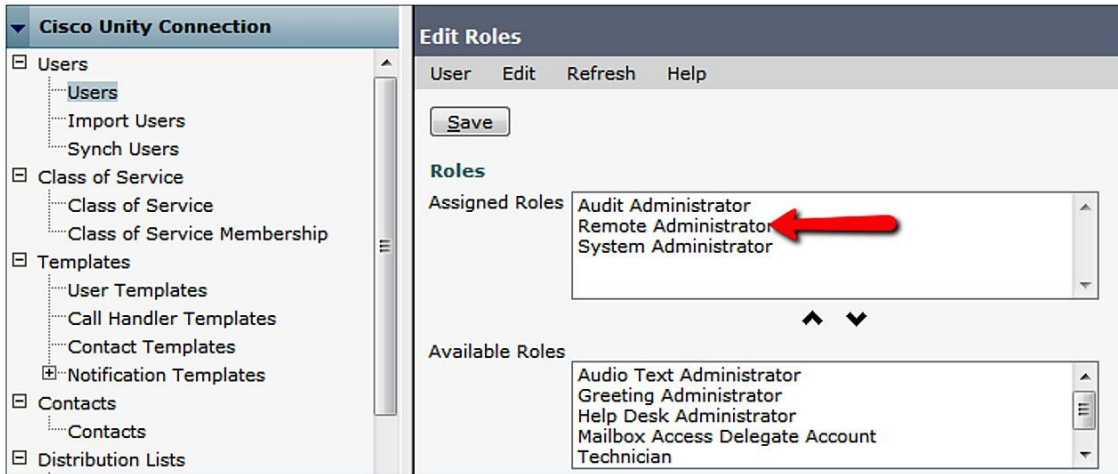 Cisco Unity Connection
Users
Users
Import Users
Synch Users
Class of Service
Class of Service
Class of Service Membership
Templates
User Templates
Call Handler Templates
Contact Templates
Notification Templates
Contacts
Contacts
Distribution Lists
Edit Roles
User Edit Refresh Help
Save
Roles
Assigned Roles
Audit Administrator
Remote Administrator
System Administrator
Available Roles
Audio Text Administrator
Greeting Administrator
Help Desk Administrator
Mailbox Access Delegate Account
Technician